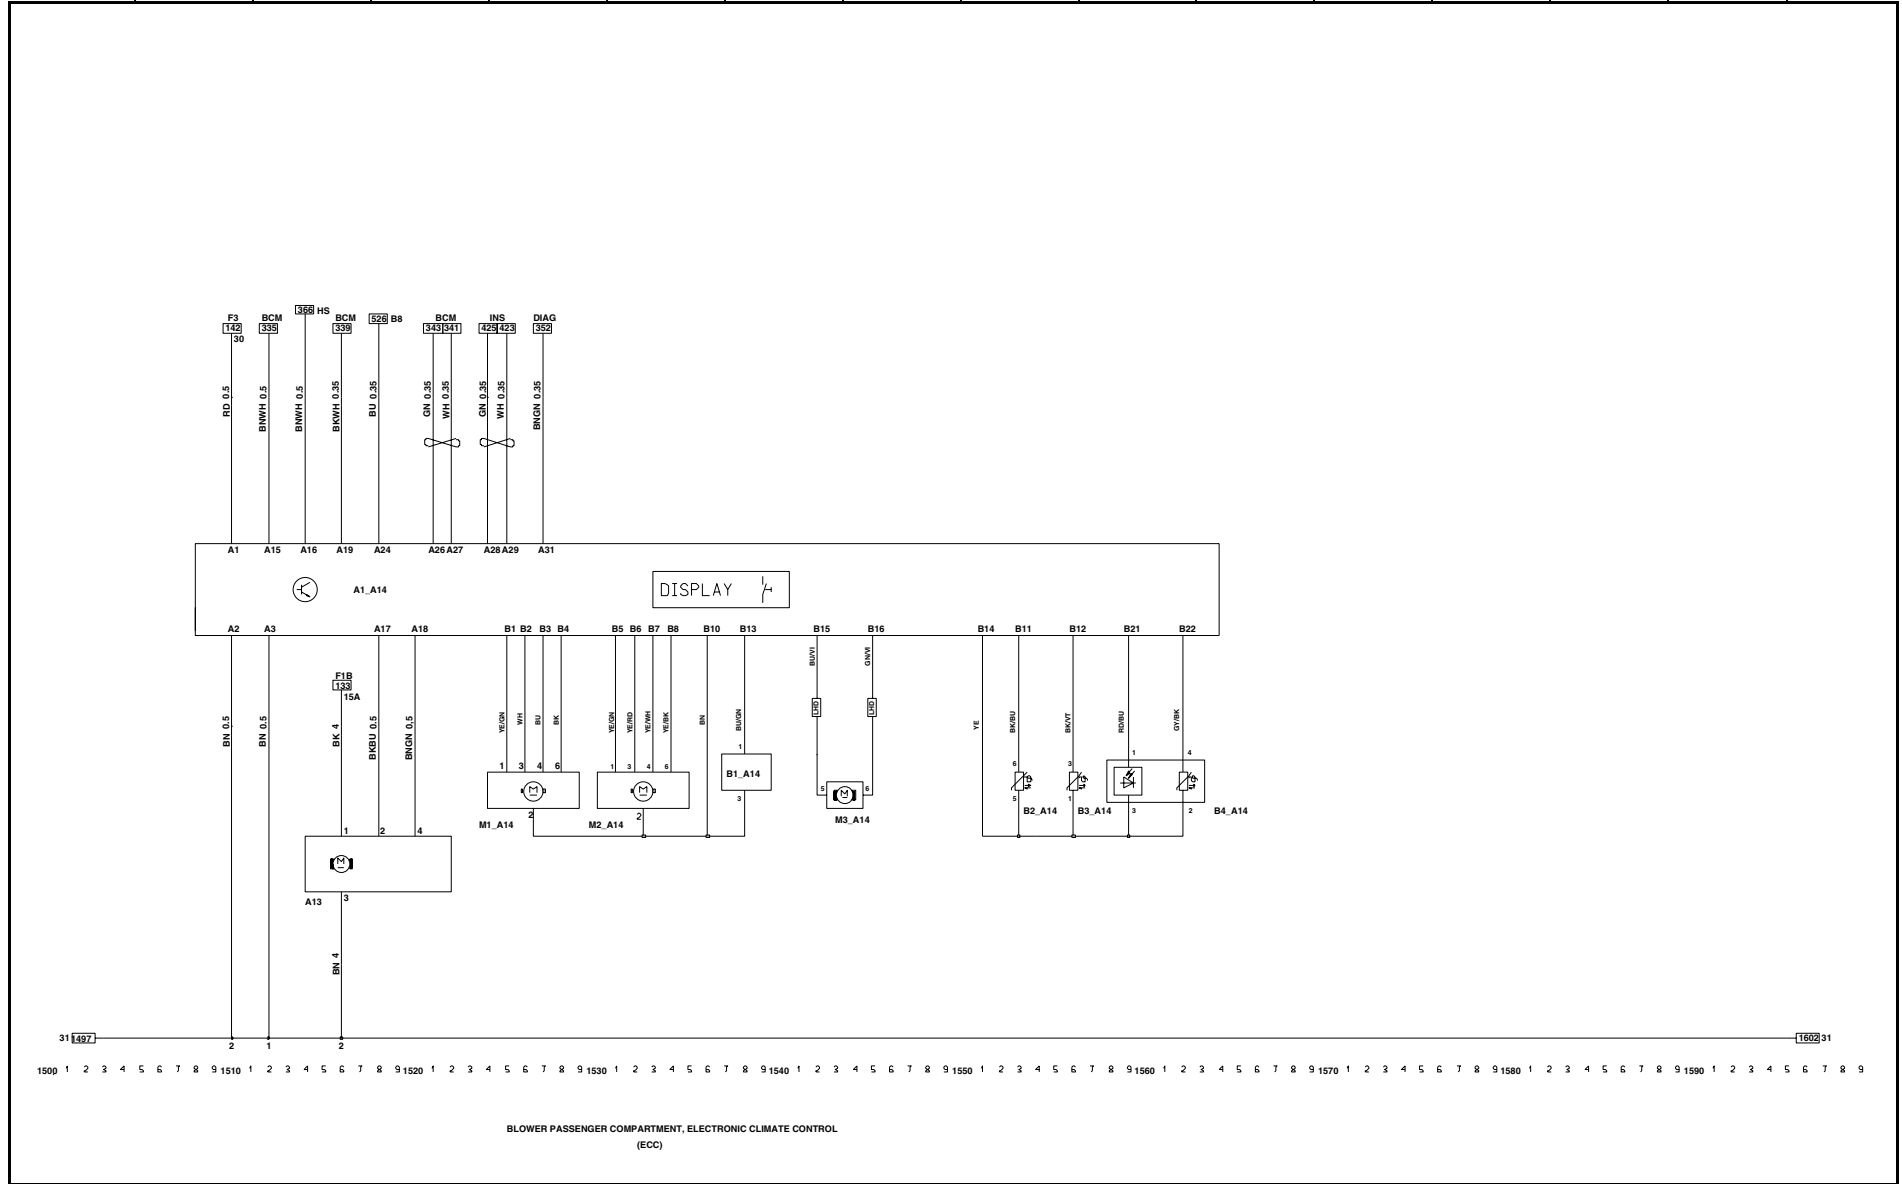 366 HS
F3 BCM BCM 526 B8 BCM INS DIAG
142 335 339 343 341 425 423 352
30
RD 0.5
BNWH 0.5
BNWH 0.5
BKWH 0.35
BU 0.35
GN 0.35
WH 0.35
GN 0.35
WH 0.35
BNGN 0.35
A1 A15 A16 A19 A24 A26 A27 A28 A29 A31
A1_A14 DISPLAY
A2 A3 A17 A18 B1 B2 B3 B4 B5 B6 B7 B8 B10 B13 B15 B16 B14 B11 B12 B21 B22
BU/VI
GN/VI
F1B
133
15A
LHD
LHD
BN 0.5
BN 0.5
BK 4
BKBU 0.5
BNGN 0,5
YE/GN
WH
BU
BK
YE/GN
YE/RD
YE/WH
YE/BK
BN
BU/GN
YE
BK/BU
BK/VT
RD/BU
GY/BK
1 1 4
1 3 4 6 1 3 4 6 6 3
B1_A14
M M 5 M 6
3 5 1 3 2
B2_A14 B3_A14 B4_A14
2 2
M1_A14 M2_A14 M3_A14
1 2 4
M
A13 3
BN 4
31 1497 1602 31
2 1 2
1500 1 2 3 4 5 6 7 8 9 1510 1 2 3 4 5 6 7 8 9 1520 1 2 3 4 5 6 7 8 9 1530 1 2 3 4 5 6 7 8 9 1540 1 2 3 4 5 6 7 8 9 1550 1 2 3 4 5 6 7 8 9 1560 1 2 3 4 5 6 7 8 9 1570 1 2 3 4 5 6 7 8 9 1580 1 2 3 4 5 6 7 8 9 1590 1 2 3 4 5 6 7 8 9
BLOWER PASSENGER COMPARTMENT, ELECTRONIC CLIMATE CONTROL
(ECC)